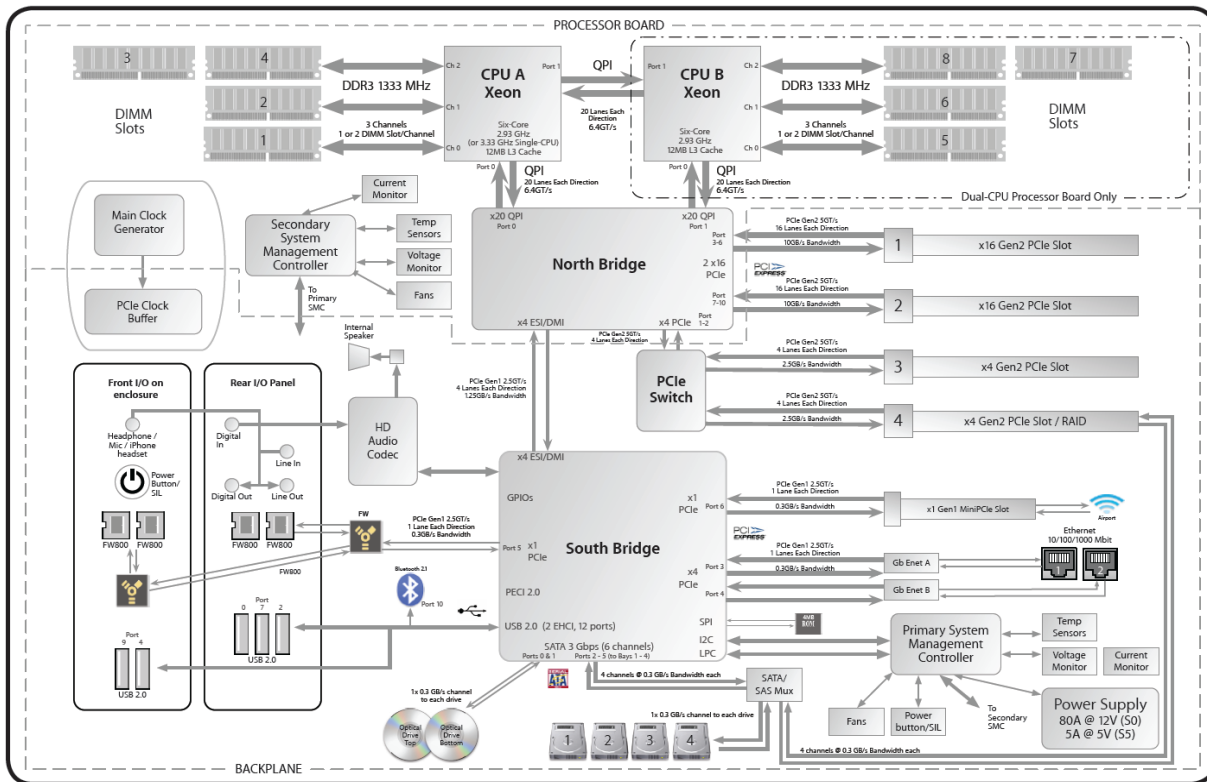 PROCESSOR BOARD
3
4
2
1
DIMM
Slots
DDR3 1333 MHz
3 Channels
1 or 2 DIMM Slot/Channel
Ch 2
Ch 1
Ch 0
CPU A
Xeon
Port 1
Six-Core
2.93 GHz
(or 3.33 GHz Single-CPU)
12MB L3 Cache
Port 0
QPI
20 Lanes Each
Direction
6.4GT/s
Port 1
CPU B
Xeon
Six-Core
2.93 GHz
12MB L3 Cache
Port 0
Ch 2
Ch 1
Ch 0
DDR3 1333 MHz
3 Channels
1 or 2 DIMM Slot/Channel
8
7
6
5
DIMM
Slots
QPI
20 Lanes Each Direction
6.4GT/s
QPI
20 Lanes Each Direction
6.4GT/s
Dual-CPU Processor Board Only
Main Clock
Generator
PCIe Clock
Buffer
Secondary
System
Management
Controller
Current
Monitor
Temp
Sensors
Voltage
Monitor
Fans
To
Primary
SMC
x20 QPI
Port 0
x20 QPI
Port 1
North Bridge
Port
3-6
2 x16
PCIe
Port
7-10
Port
1-2
x4 ESI/DMI
x4 PCIe
PCI
EXPRESS
PCIe Gen2 5GT/s
16 Lanes Each Direction
10GB/s Bandwidth
1
x16 Gen2 PCIe Slot
PCIe Gen2 5GT/s
16 Lanes Each Direction
10GB/s Bandwidth
2
x16 Gen2 PCIe Slot
PCIe Gen2 5GT/s
4 Lanes Each Direction
PCIe
Switch
PCIe Gen2 5GT/s
4 Lanes Each Direction
2.5GB/s Bandwidth
3
x4 Gen2 PCIe Slot
PCIe Gen2 5GT/s
4 Lanes Each Direction
2.5GB/s Bandwidth
4
x4 Gen2 PCIe Slot / RAID
Internal
Speaker
HD
Audio
Codec
PCIe Gen1 2.5GT/s
4 Lanes Each Direction
1.25GB/s Bandwidth
Front I/O on
enclosure
Headphone /
Mic / iPhone
headset
Power
Button/
SIL
FW800
FW800
Port
9 4
USB 2.0
Rear I/O Panel
Digital
In
Line In
Digital Out
Line Out
FW800
FW800
Port
0 7 2
USB 2.0
FW
FW800
PCIe Gen1 2.5GT/s
1 Lane Each Direction
0.3GB/s Bandwidth
Bluetooth 2.1
Port 10
x4 ESI/DMI
GPIOs
Port 5
x1
PCIe
South Bridge
PECI 2.0
USB 2.0 (2 EHCI, 12 ports)
SATA 3 Gbps (6 channels)
Ports 0 & 1
Ports 2 - 5 (to Bays 1 - 4)
x1
PCIe
Port 6
Port 3
x4
PCIe
Port 4
SPI
I2C
LPC
PCI
EXPRESS
PCIe Gen1 2.5GT/s
1 Lane Each Direction
0.3GB/s Bandwidth
x1 Gen1 MiniPCIe Slot
Airport
PCIe Gen1 2.5GT/s
1 Lanes Each Direction
0.3GB/s Bandwidth
Gb Enet A
Gb Enet B
Ethernet
10/100/1000 Mbit
1
2
4MB
ROM
Primary System
Management
Controller
Temp
Sensors
Voltage
Monitor
Current
Monitor
Fans
Power
button/SIL
To
Secondary
SMC
Power Supply
80A @ 12V (S0)
5A @ 5V (S5)
SERIAL
ATA
1x 0.3 GB/s channel
to each drive
Optical
Drive
Top
Optical
Drive
Bottom
4 channels @ 0.3 GB/s Bandwidth each
SATA/
SAS Mux
1x 0.3 GB/s channel to each drive
1
2
3
4
4 channels @ 0.3 GB/s Bandwidth each
BACKPLANE